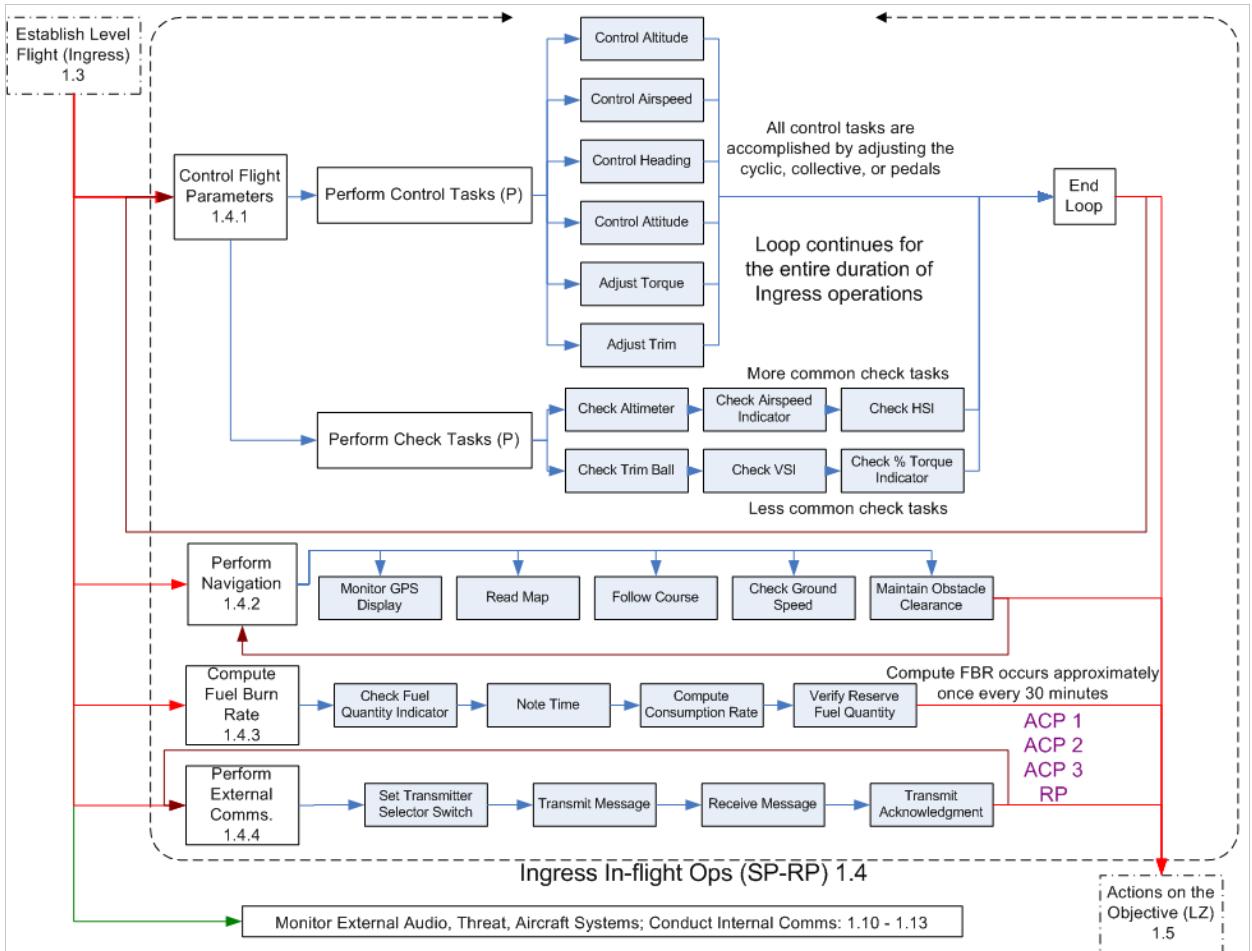 Establish Level
Flight (Ingress)
1.3
Control Flight
Parameters
1.4.1
Perform Control Tasks (P)
Control Altitude
Control Airspeed
Control Heading
Control Attitude
Adjust Torque
Adjust Trim
All control tasks are
accomplished by adjusting the
cyclic, collective, or pedals
Loop continues for
the entire duration of
Ingress operations
End
Loop
More common check tasks
Perform Check Tasks (P)
Check Altimeter
Check Airspeed
Indicator
Check HSI
Check Trim Ball
Check VSI
Check % Torque
Indicator
Less common check tasks
Perform
Navigation
1.4.2
Monitor GPS
Display
Read Map
Follow Course
Check Ground
Speed
Maintain Obstacle
Clearance
Compute
Fuel Burn
Rate
1.4.3
Check Fuel
Quantity Indicator
Note Time
Compute
Consumption Rate
Verify Reserve
Fuel Quantity
Compute FBR occurs approximately
once every 30 minutes
ACP 1
ACP 2
ACP 3
RP
Perform
External
Comms.
1.4.4
Set Transmitter
Selector Switch
Transmit Message
Receive Message
Transmit
Acknowledgment
Ingress In-flight Ops (SP-RP) 1.4
Actions on the
Objective (LZ)
1.5
Monitor External Audio, Threat, Aircraft Systems; Conduct Internal Comms: 1.10 - 1.13